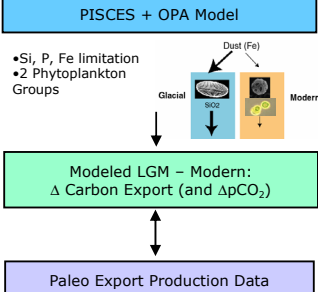 PISCES + OPA Model
•Si, P, Fe limitation
•2 Phytoplankton
Groups
Dust (Fe)
Glacial
SiO2
Modern
Modeled LGM – Modern:
Δ Carbon Export (and ΔpCO₂)
Paleo Export Production Data